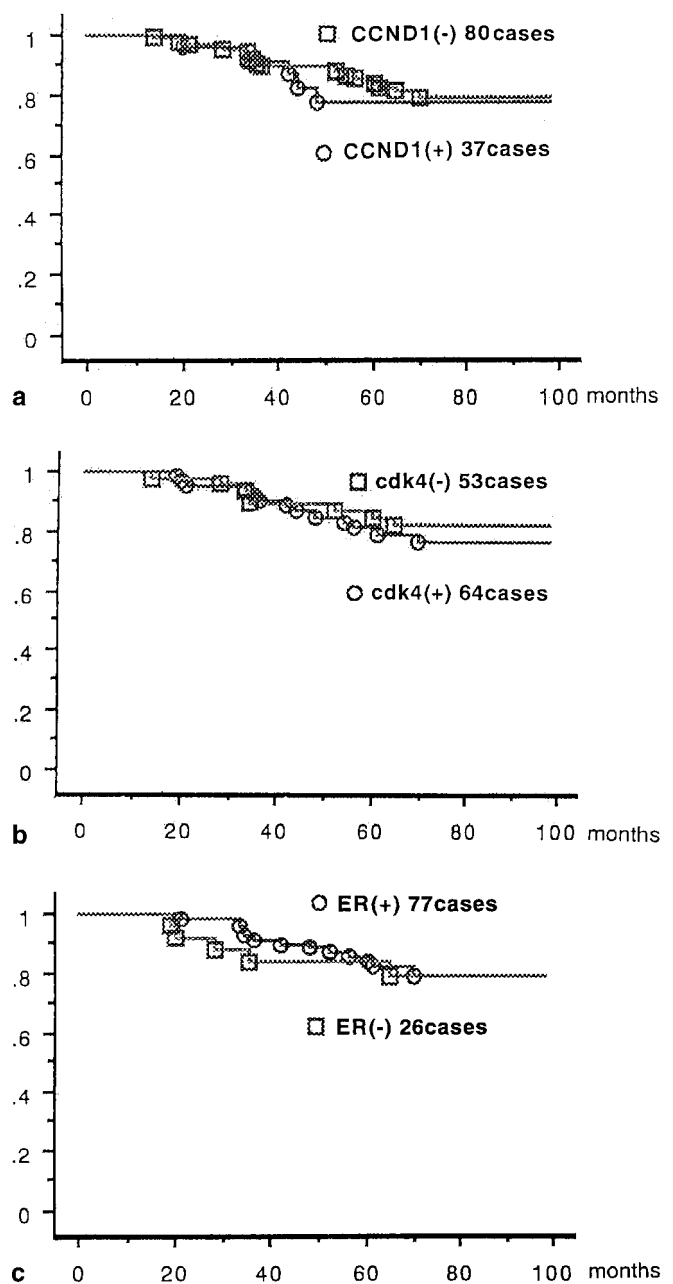 1
CCND1(-) 80cases
.8
CCND1(+) 37cases
.6
.4
.2
0
a 0 20 40 60 80 100 months
1
cdk4(-) 53cases
.8
cdk4(+) 64cases
.6
.4
.2
0
b 0 20 40 60 80 100 months
ER(+) 77cases
1
.8
ER(-) 26cases
.6
.4
.2
0
c 0 20 40 60 80 100 months